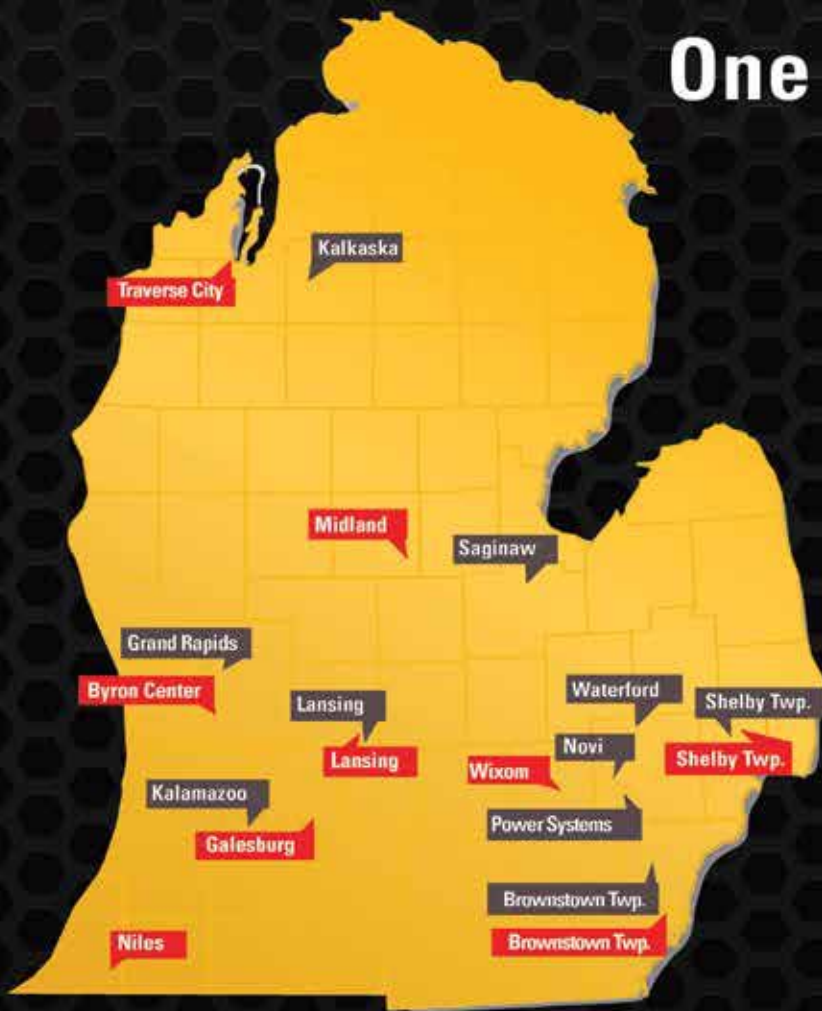 One
Kalkaska
Traverse City
Midland
Saginaw
Grand Rapids
Byron Center
Lansing
Waterford
Shelby Twp.
Novi
Lansing
Wixom
Shelby Twp.
Kalamazoo
Power Systems
Galesburg
Brownstown Twp.
Niles
Brownstown Twp.